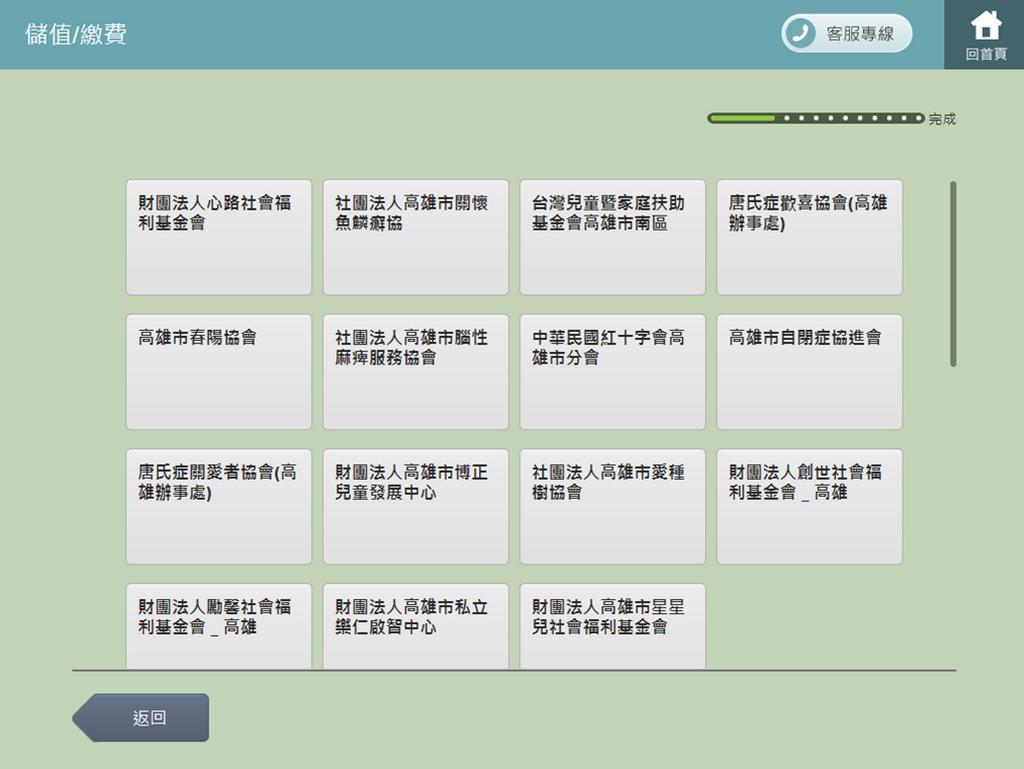 儲值/繳費
客服專線
回首頁
完成
財團法人心路社會福
利基金會
社團法人高雄市關懷
魚鱗癬協
台灣兒童暨家庭扶助
基金會高雄市南區
唐氏症歡喜協會(高雄
辦事處)
高雄市春陽協會
社團法人高雄市腦性
麻痺服務協會
中華民國紅十字會高
雄市分會
高雄市自閉症協進會
唐氏症關愛者協會(高
雄辦事處)
財團法人高雄市博正
兒童發展中心
社團法人高雄市愛種
樹協會
財團法人創世社會福
利基金會 _ 高雄
財團法人勵馨社會福
利基金會 _ 高雄
財團法人高雄市私立
樂仁啟智中心
財團法人高雄市星星
兒社會福利基金會
返回